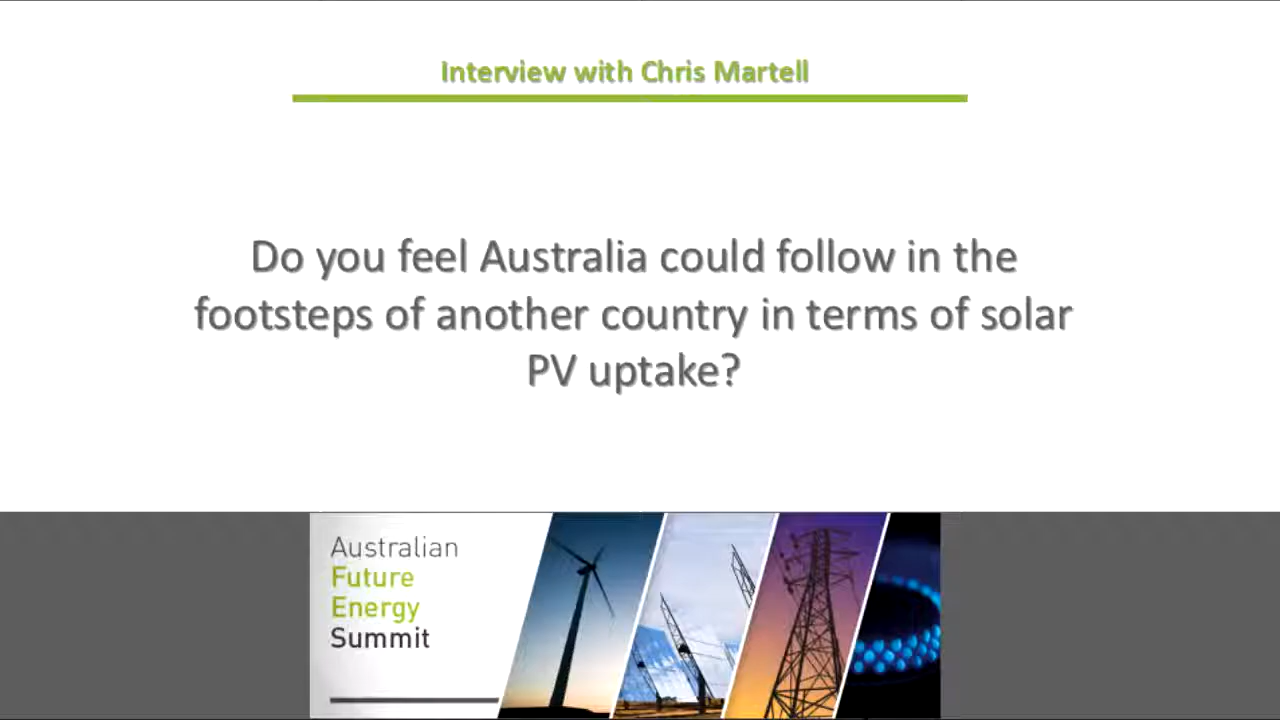 Interview with Chris Martell
Do you feel Australia could follow in the
footsteps of another country in terms of solar
PV uptake?
Australian
Future
Energy
Summit